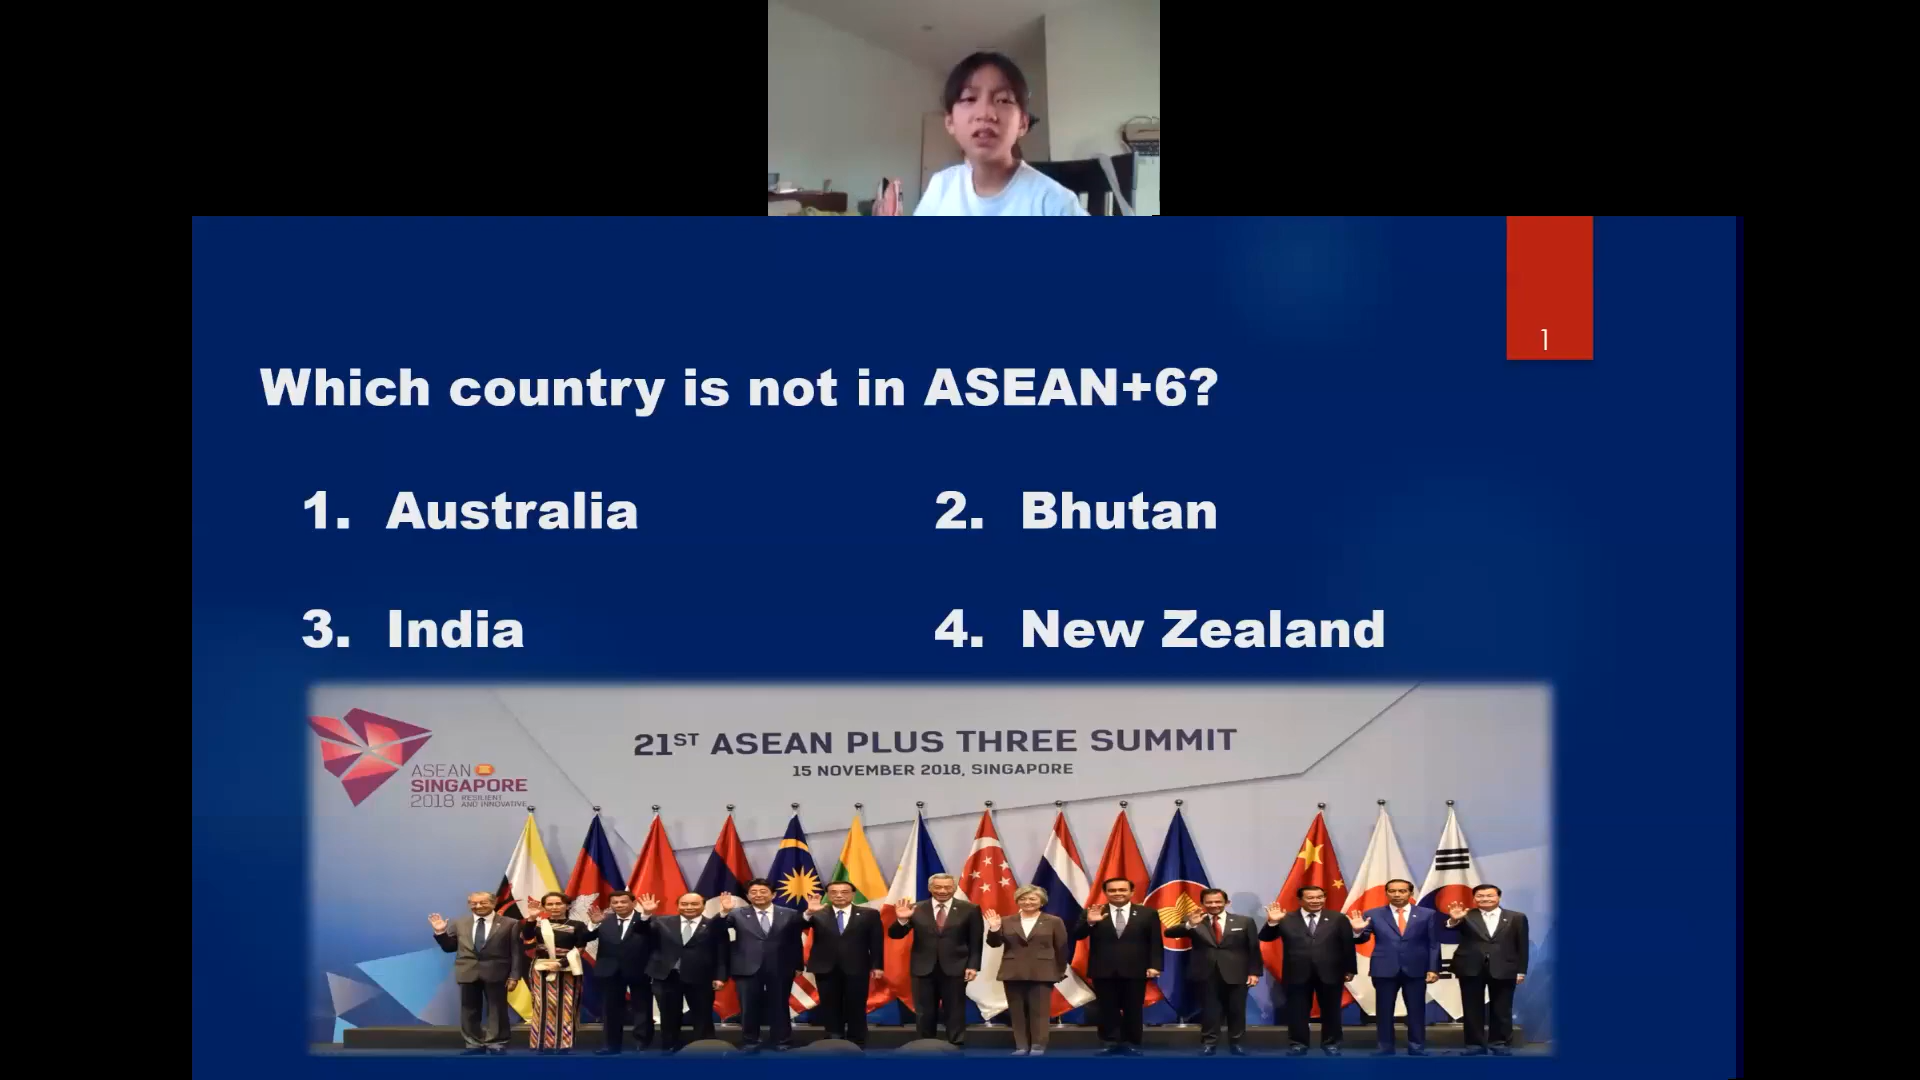 1
Which country is not in ASEAN+6?
1. Australia
2. Bhutan
3. India
4. New Zealand
21ST ASEAN PLUS THREE SUMMIT
15 NOVEMBER 2018, SINGAPORE
ASEAN
SINGAPORE
2018 RESILIENT
AND INNOVATIVE